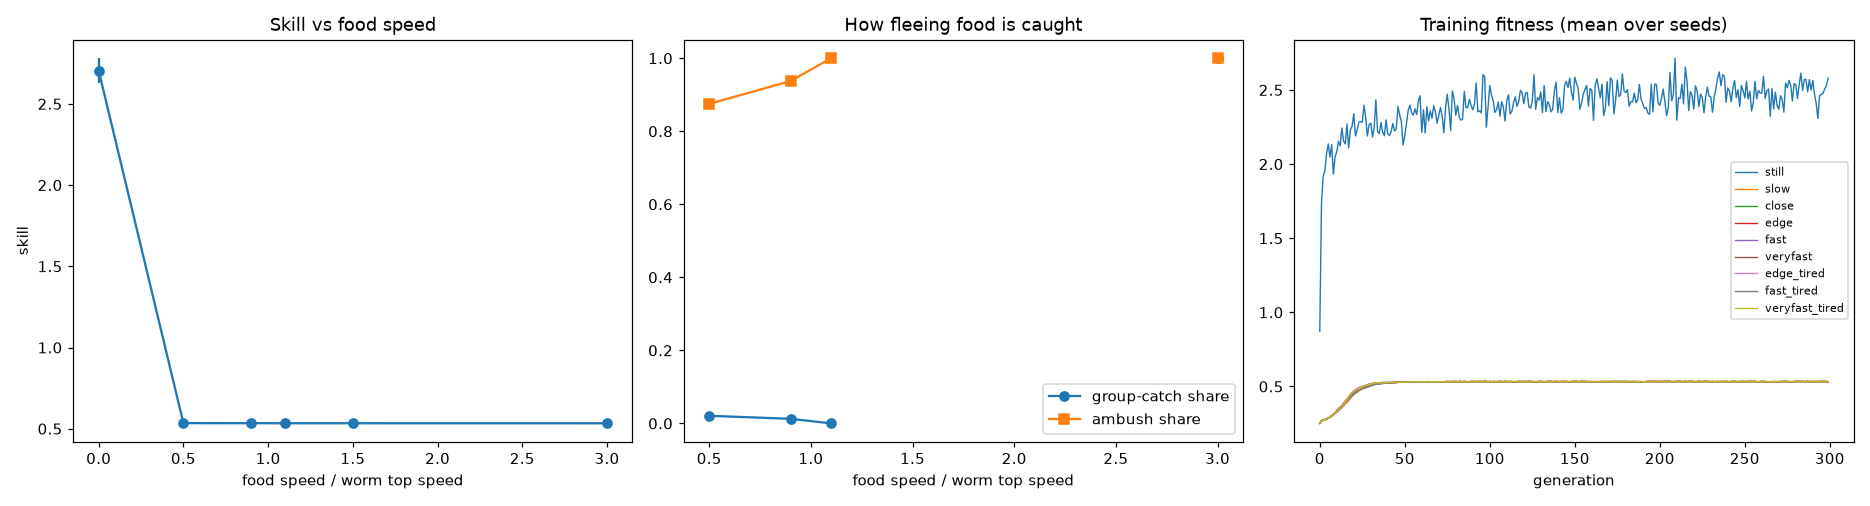 Skill vs food speed
skill
2.5
2.0
1.5
1.0
0.5
0.0 0.5 1.0 1.5 2.0 2.5 3.0
food speed / worm top speed
How fleeing food is caught
1.0
0.8
0.6
0.4
0.2
0.0
group-catch share
ambush share
0.5 1.0 1.5 2.0 2.5 3.0
food speed / worm top speed
Training fitness (mean over seeds)
2.5
2.0
1.5
1.0
0.5
still
slow
close
edge
fast
veryfast
edge_tired
fast_tired
veryfast_tired
0 50 100 150 200 250 300
generation